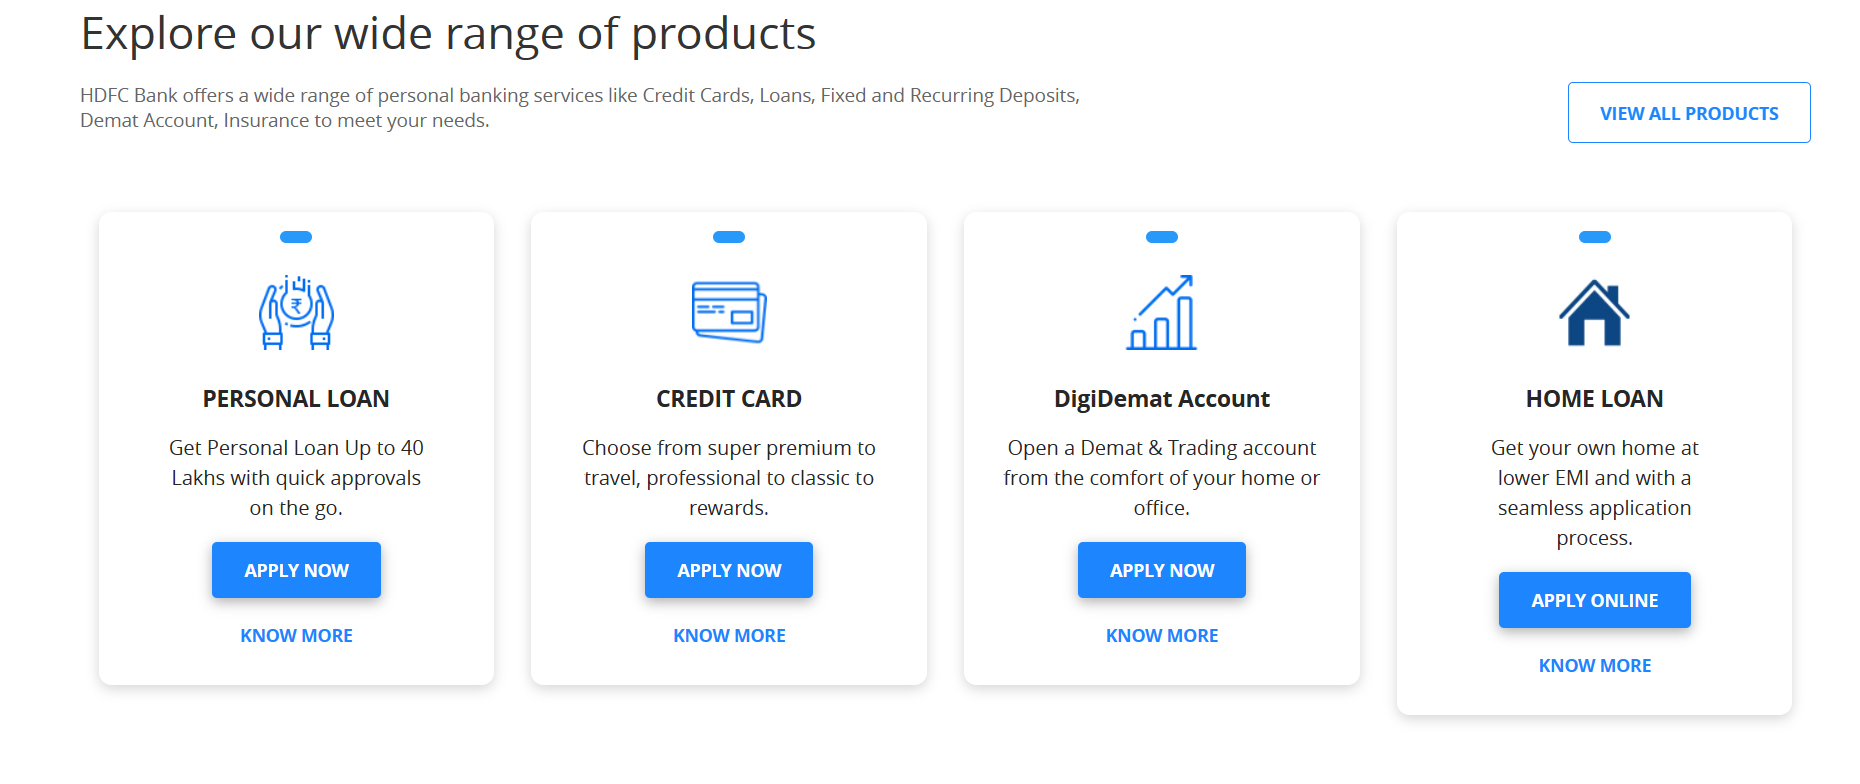 Explore our wide range of products
HDFC Bank offers a wide range of personal banking services like Credit Cards, Loans, Fixed and Recurring Deposits,
Demat Account, Insurance to meet your needs.
VIEW ALL PRODUCTS
₹
PERSONAL LOAN
Get Personal Loan Up to 40
Lakhs with quick approvals
on the go.
APPLY NOW
KNOW MORE
CREDIT CARD
Choose from super premium to
travel, professional to classic to
rewards.
APPLY NOW
KNOW MORE
DigiDemat Account
Open a Demat & Trading account
from the comfort of your home or
office.
APPLY NOW
KNOW MORE
HOME LOAN
Get your own home at
lower EMI and with a
seamless application
process.
APPLY ONLINE
KNOW MORE